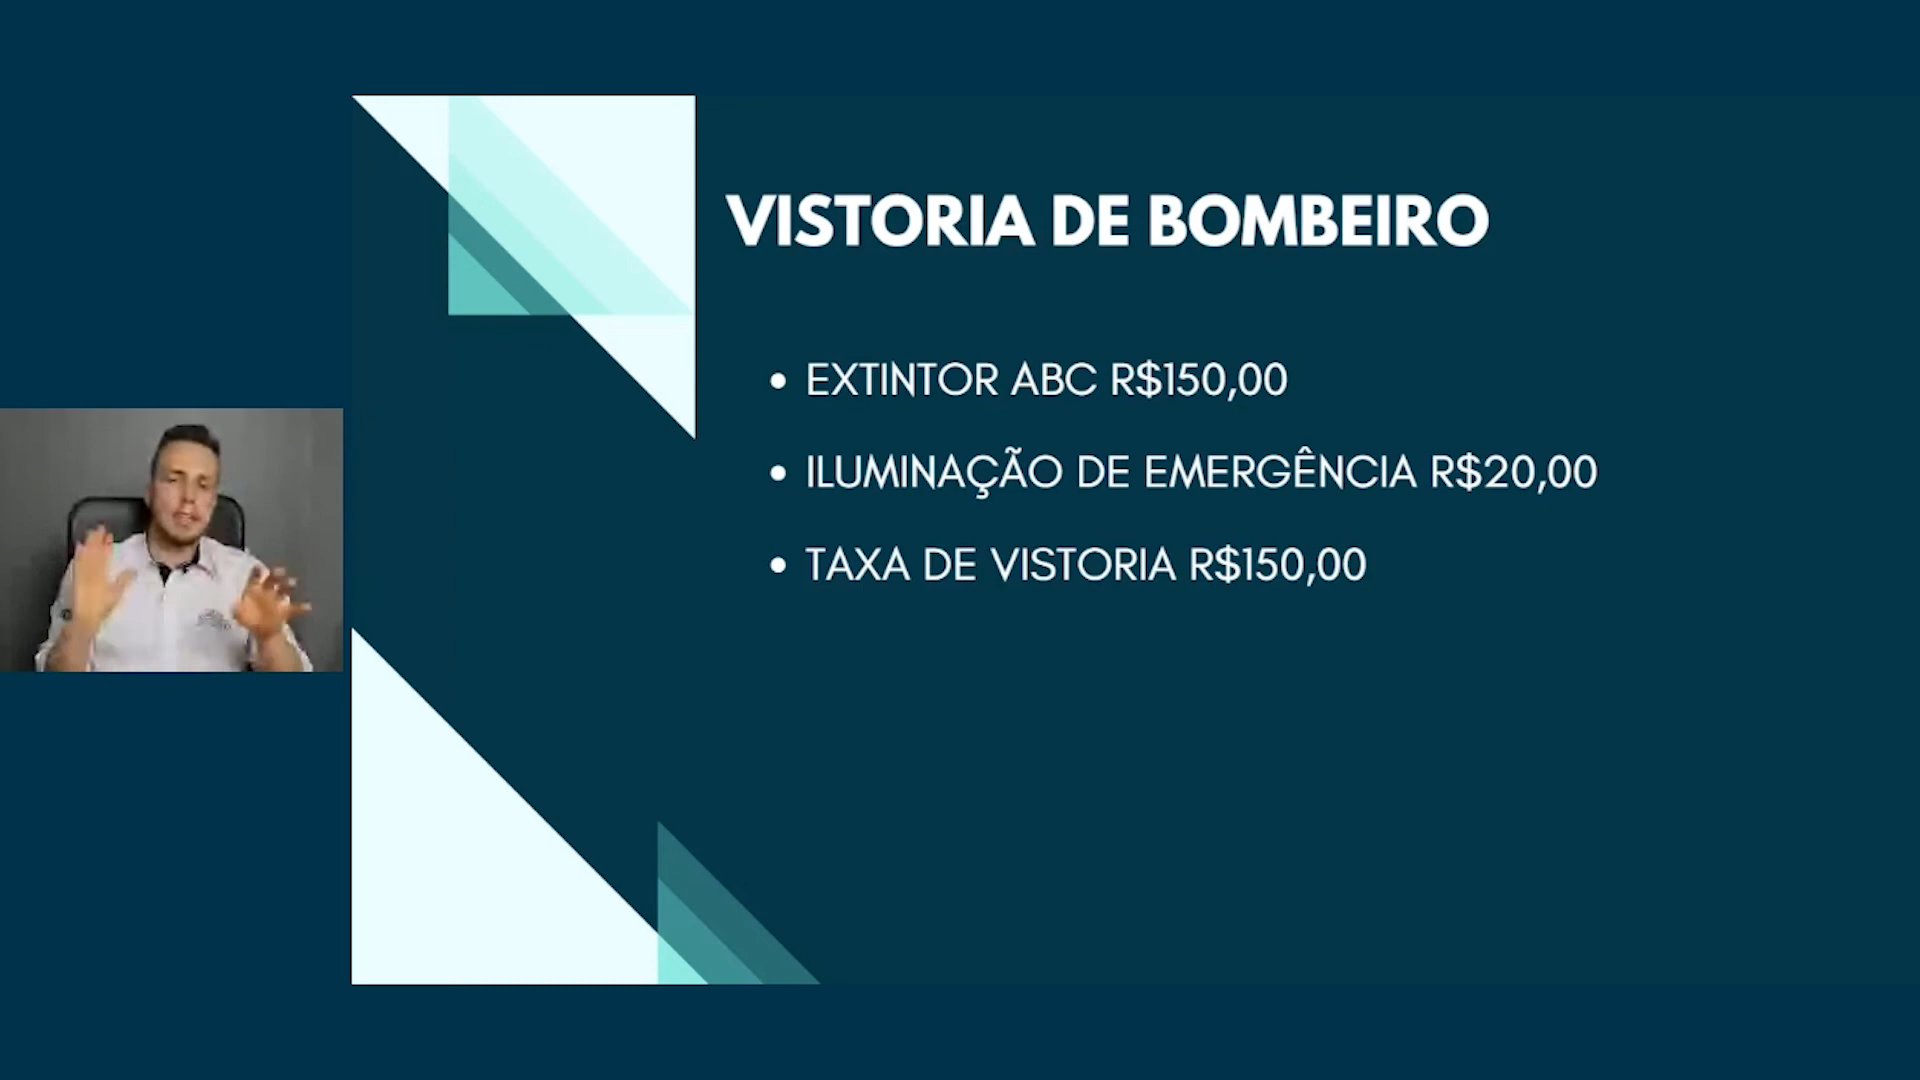 VISTORIA DE BOMBEIRO
EXTINTOR ABC R$150,00
ILUMINAÇÃO DE EMERGÊNCIA R$20,00
TAXA DE VISTORIA R$150,00